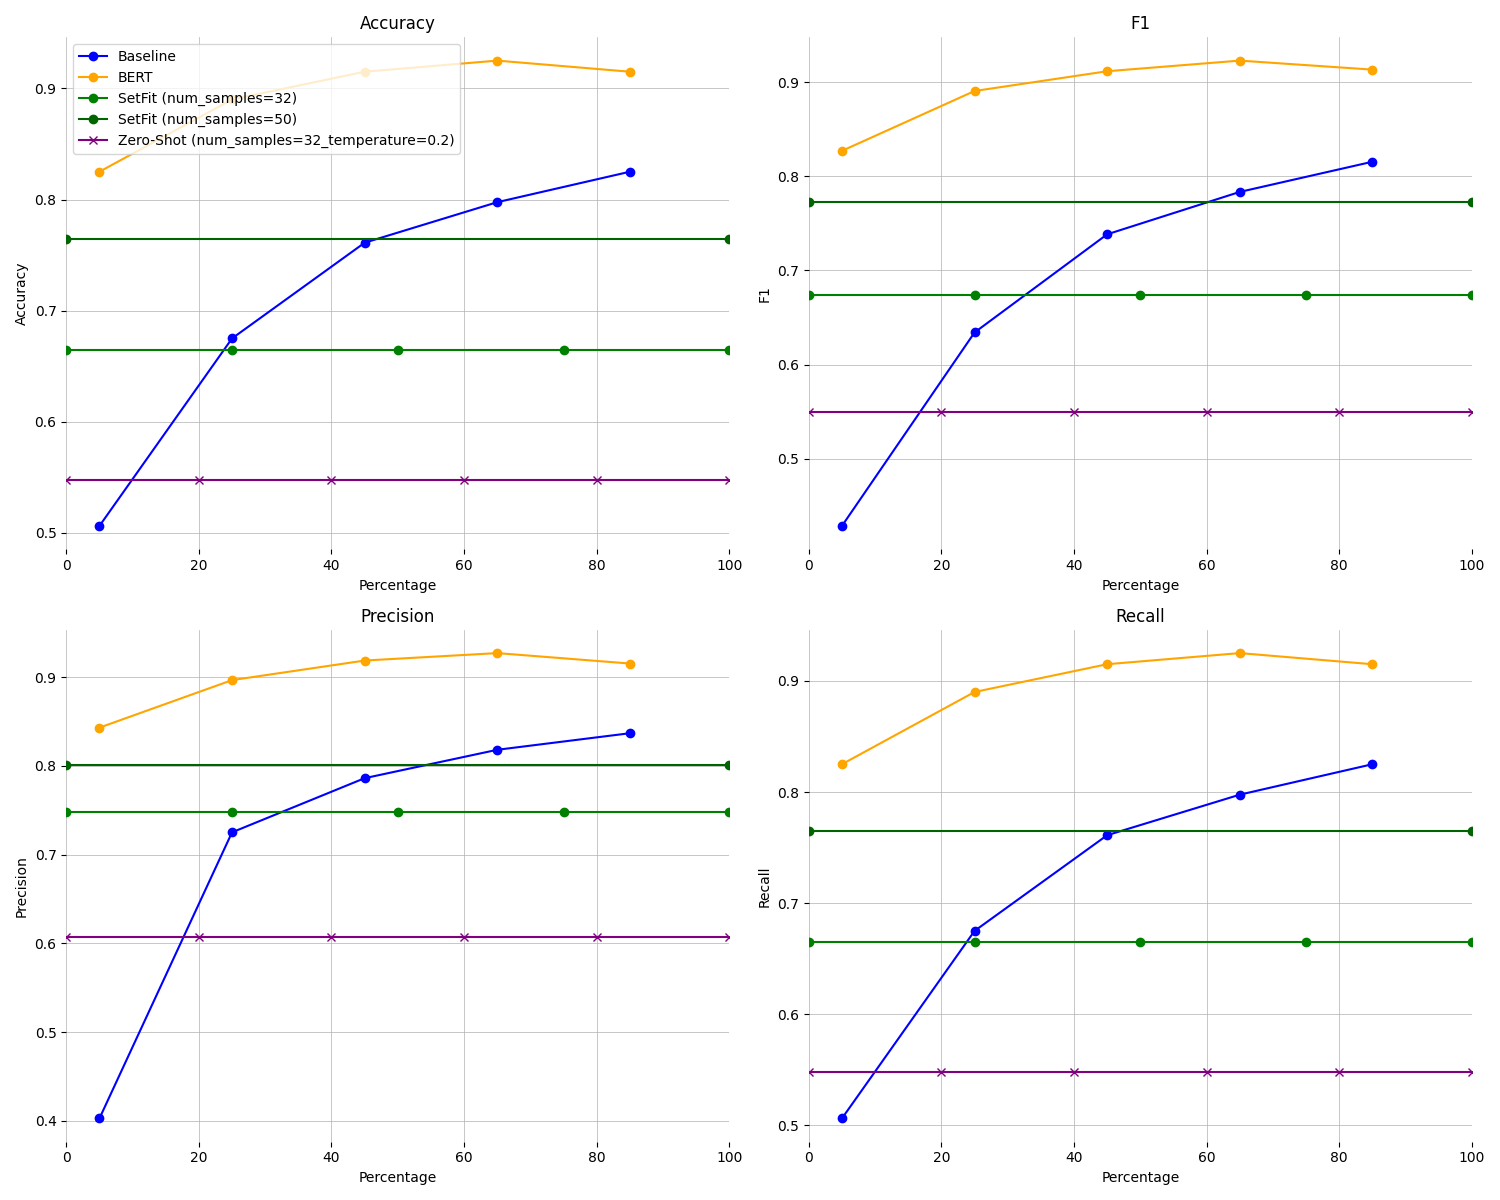 Accuracy
Baseline
BERT
SetFit (num_samples=32)
SetFit (num_samples=50)
Zero-Shot (num_samples=32_temperature=0.2)
0.9
0.8
0.7
0.6
0.5
Accuracy
0 20 40 60 80 100
Percentage
F1
0.9
0.8
0.7
0.6
0.5
F1
0 20 40 60 80 100
Percentage
Precision
0.9
0.8
0.7
0.6
0.5
0.4
Precision
0 20 40 60 80 100
Percentage
Recall
0.9
0.8
0.7
0.6
0.5
Recall
0 20 40 60 80 100
Percentage